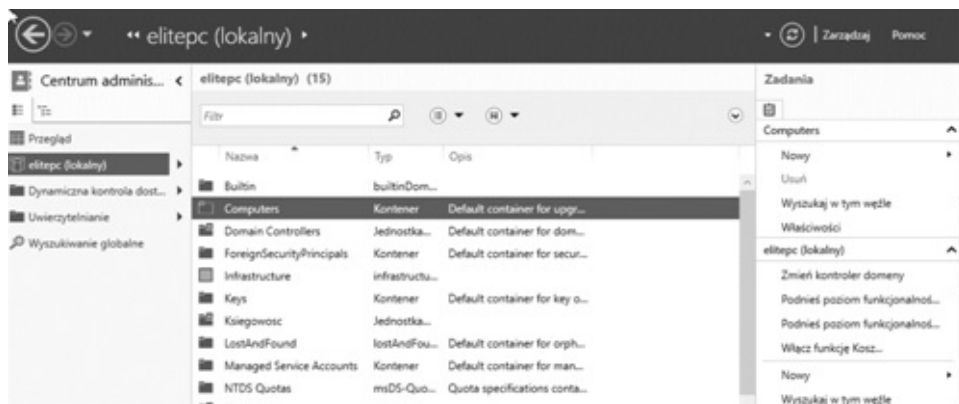 elitepc (lokalny)
Zarządzaj Pomoc
Centrum adminis...
Przegląd
elitepc (lokalny)
Dynamiczna kontrola dost...
Uwierzytelnianie
Wyszukiwanie globalne
elitepc (lokalny) (15)
Filtr
Nazwa Typ Opis
Builtin builtinDom...
Computers Kontener Default container for upgr...
Domain Controllers Jednostka... Default container for dom...
ForeignSecurityPrincipals Kontener Default container for secur...
Infrastructure infrastructu...
Keys Kontener Default container for key o...
Ksiegowosc Jednostka...
LostAndFound lostAndFou... Default container for orph...
Managed Service Accounts Kontener Default container for man...
NTDS Quotas msDS-Quo... Quota specifications conta...
Zadania
Computers
Nowy
Usuń
Wyszukaj w tym węźle
Właściwości
elitepc (lokalny)
Zmień kontroler domeny
Podnieś poziom funkcjonalnoś...
Podnieś poziom funkcjonalnoś...
Włącz funkcję Kosz...
Nowy
Wyszukaj w tym węźle